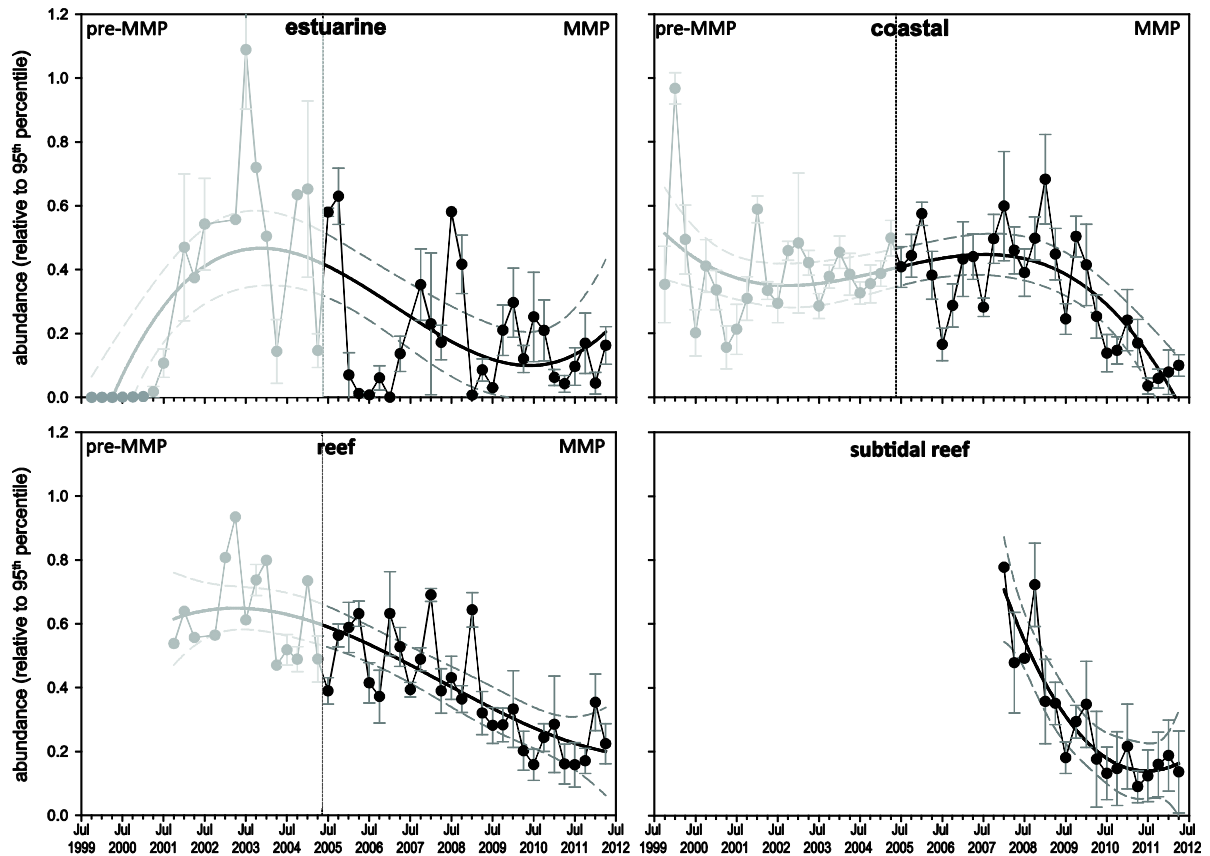 pre-MMP estuarine MMP
pre-MMP coastal MMP
abundance (relative to 95th percentile)
1.2
1.0
0.8
0.6
0.4
0.2
0.0
pre-MMP reef MMP
subtidal reef
abundance (relative to 95th percentile)
1.2
1.0
0.8
0.6
0.4
0.2
0.0
Jul Jul Jul Jul Jul Jul Jul Jul Jul Jul Jul Jul Jul Jul
1999 2000 2001 2002 2003 2004 2005 2006 2007 2008 2009 2010 2011 2012
Jul Jul Jul Jul Jul Jul Jul Jul Jul Jul Jul Jul Jul Jul
1999 2000 2001 2002 2003 2004 2005 2006 2007 2008 2009 2010 2011 2012